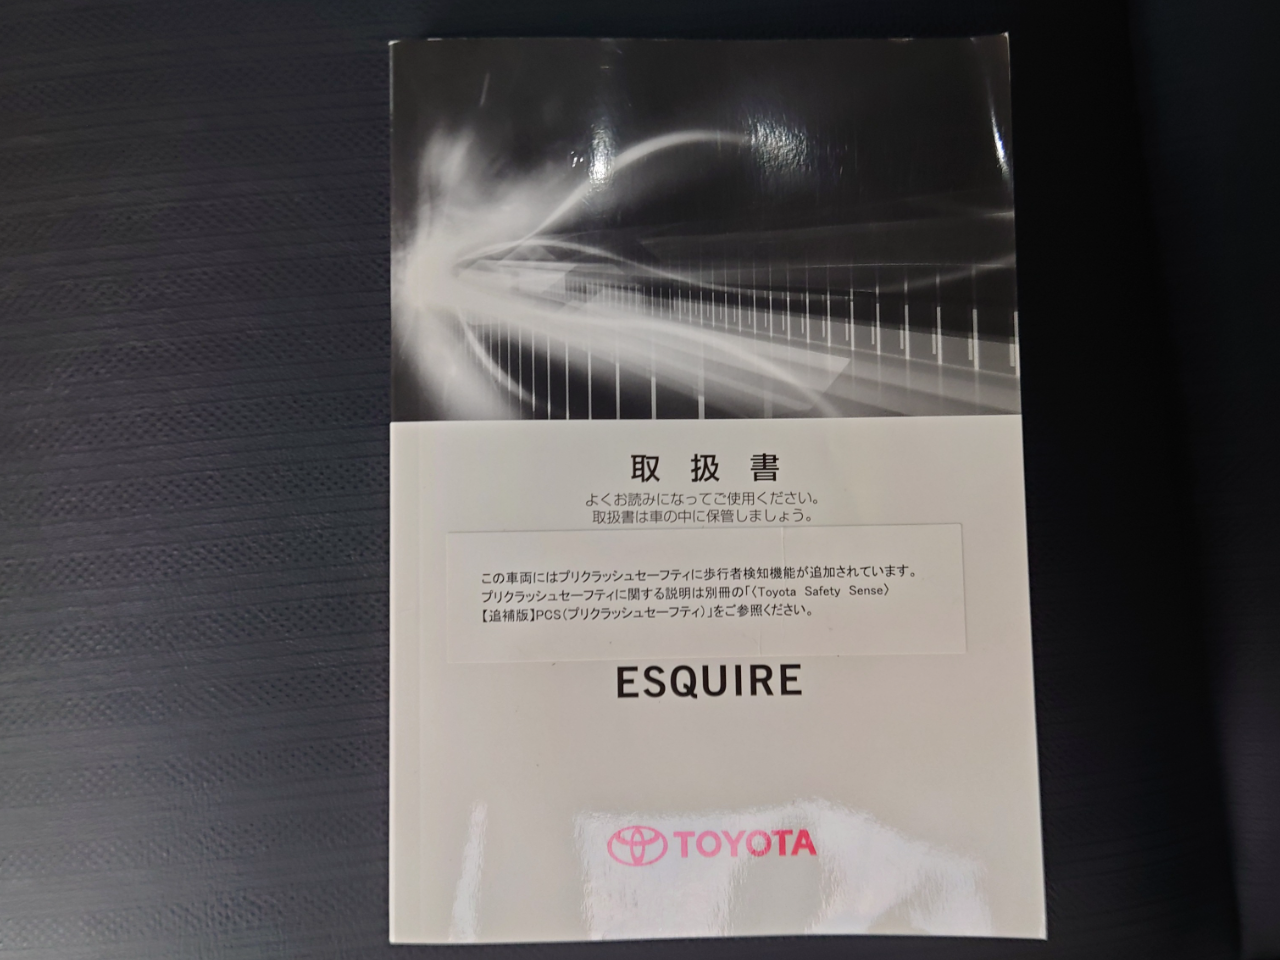 取扱書
よくお読みになってご使用ください。
取扱書は車の中に保管しましょう。
この車両にはプリクラッシュセーフティに歩行者検知機能が追加されています。
プリクラッシュセーフティに関する説明は別冊の「〈Toyota Safety Sense〉
【追補版】PCS(プリクラッシュセーフティ)」をご参照ください。
ESQUIRE
TOYOTA